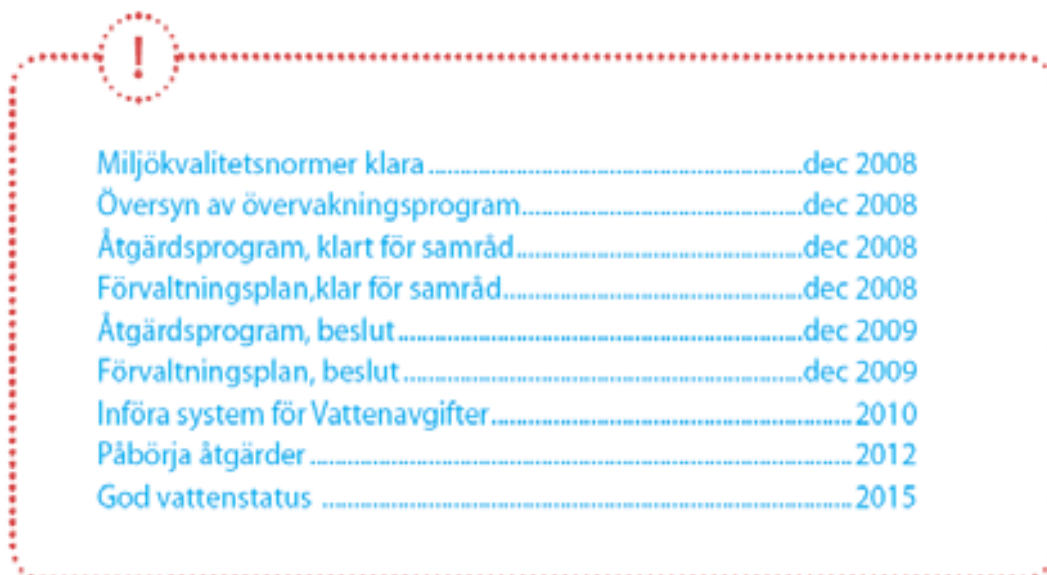 !
Miljökvalitetsnormer klara ........................ dec 2008
Översyn av övervakningsprogram........................ dec 2008
Åtgärdsprogram, klart för samråd........................ dec 2008
Förvaltningsplan,klar för samråd........................ dec 2008
Åtgärdsprogram, beslut........................ dec 2009
Förvaltningsplan, beslut........................ dec 2009
Införa system för Vattenavgifter........................ 2010
Påbörja åtgärder ........................ 2012
God vattenstatus ........................ 2015